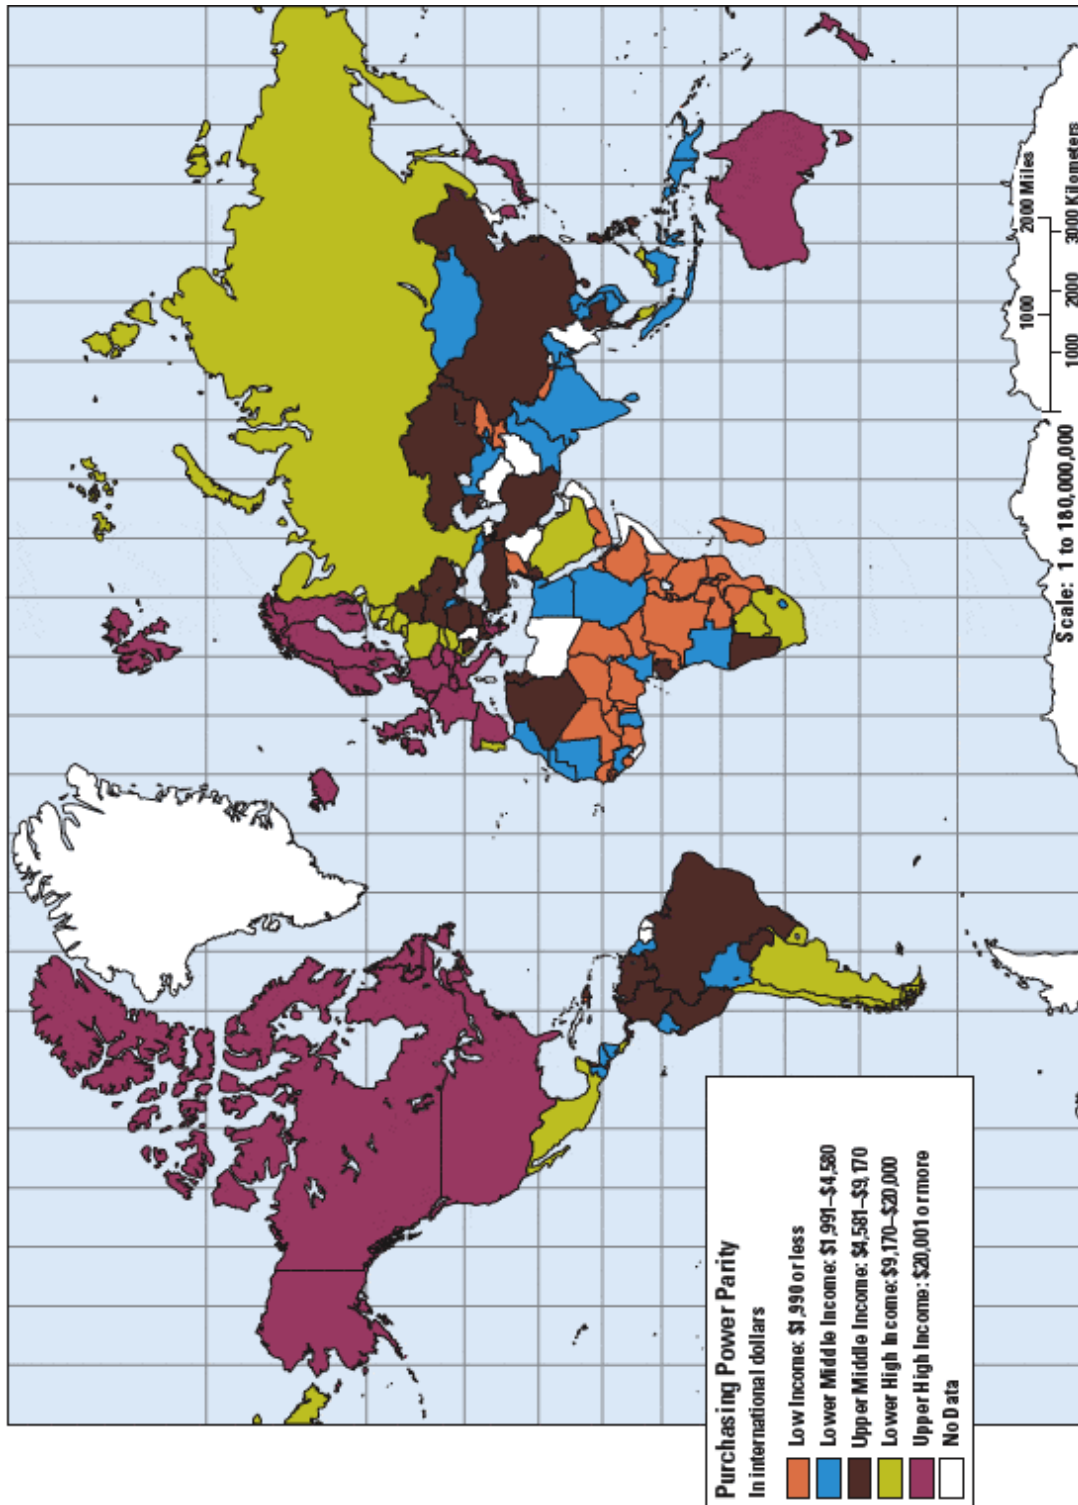 Purchasing Power Parity
In international dollars
Low Income: $1,990 or less
Lower Middle Income: $1,991–$4,580
Upper Middle Income: $4,581–$9,170
Lower High Income: $9,170–$20,000
Upper High Income: $20,001 or more
No Data
Scale: 1 to 180,000,000
1000 2000 Miles
1000 2000 3000 Kilometers